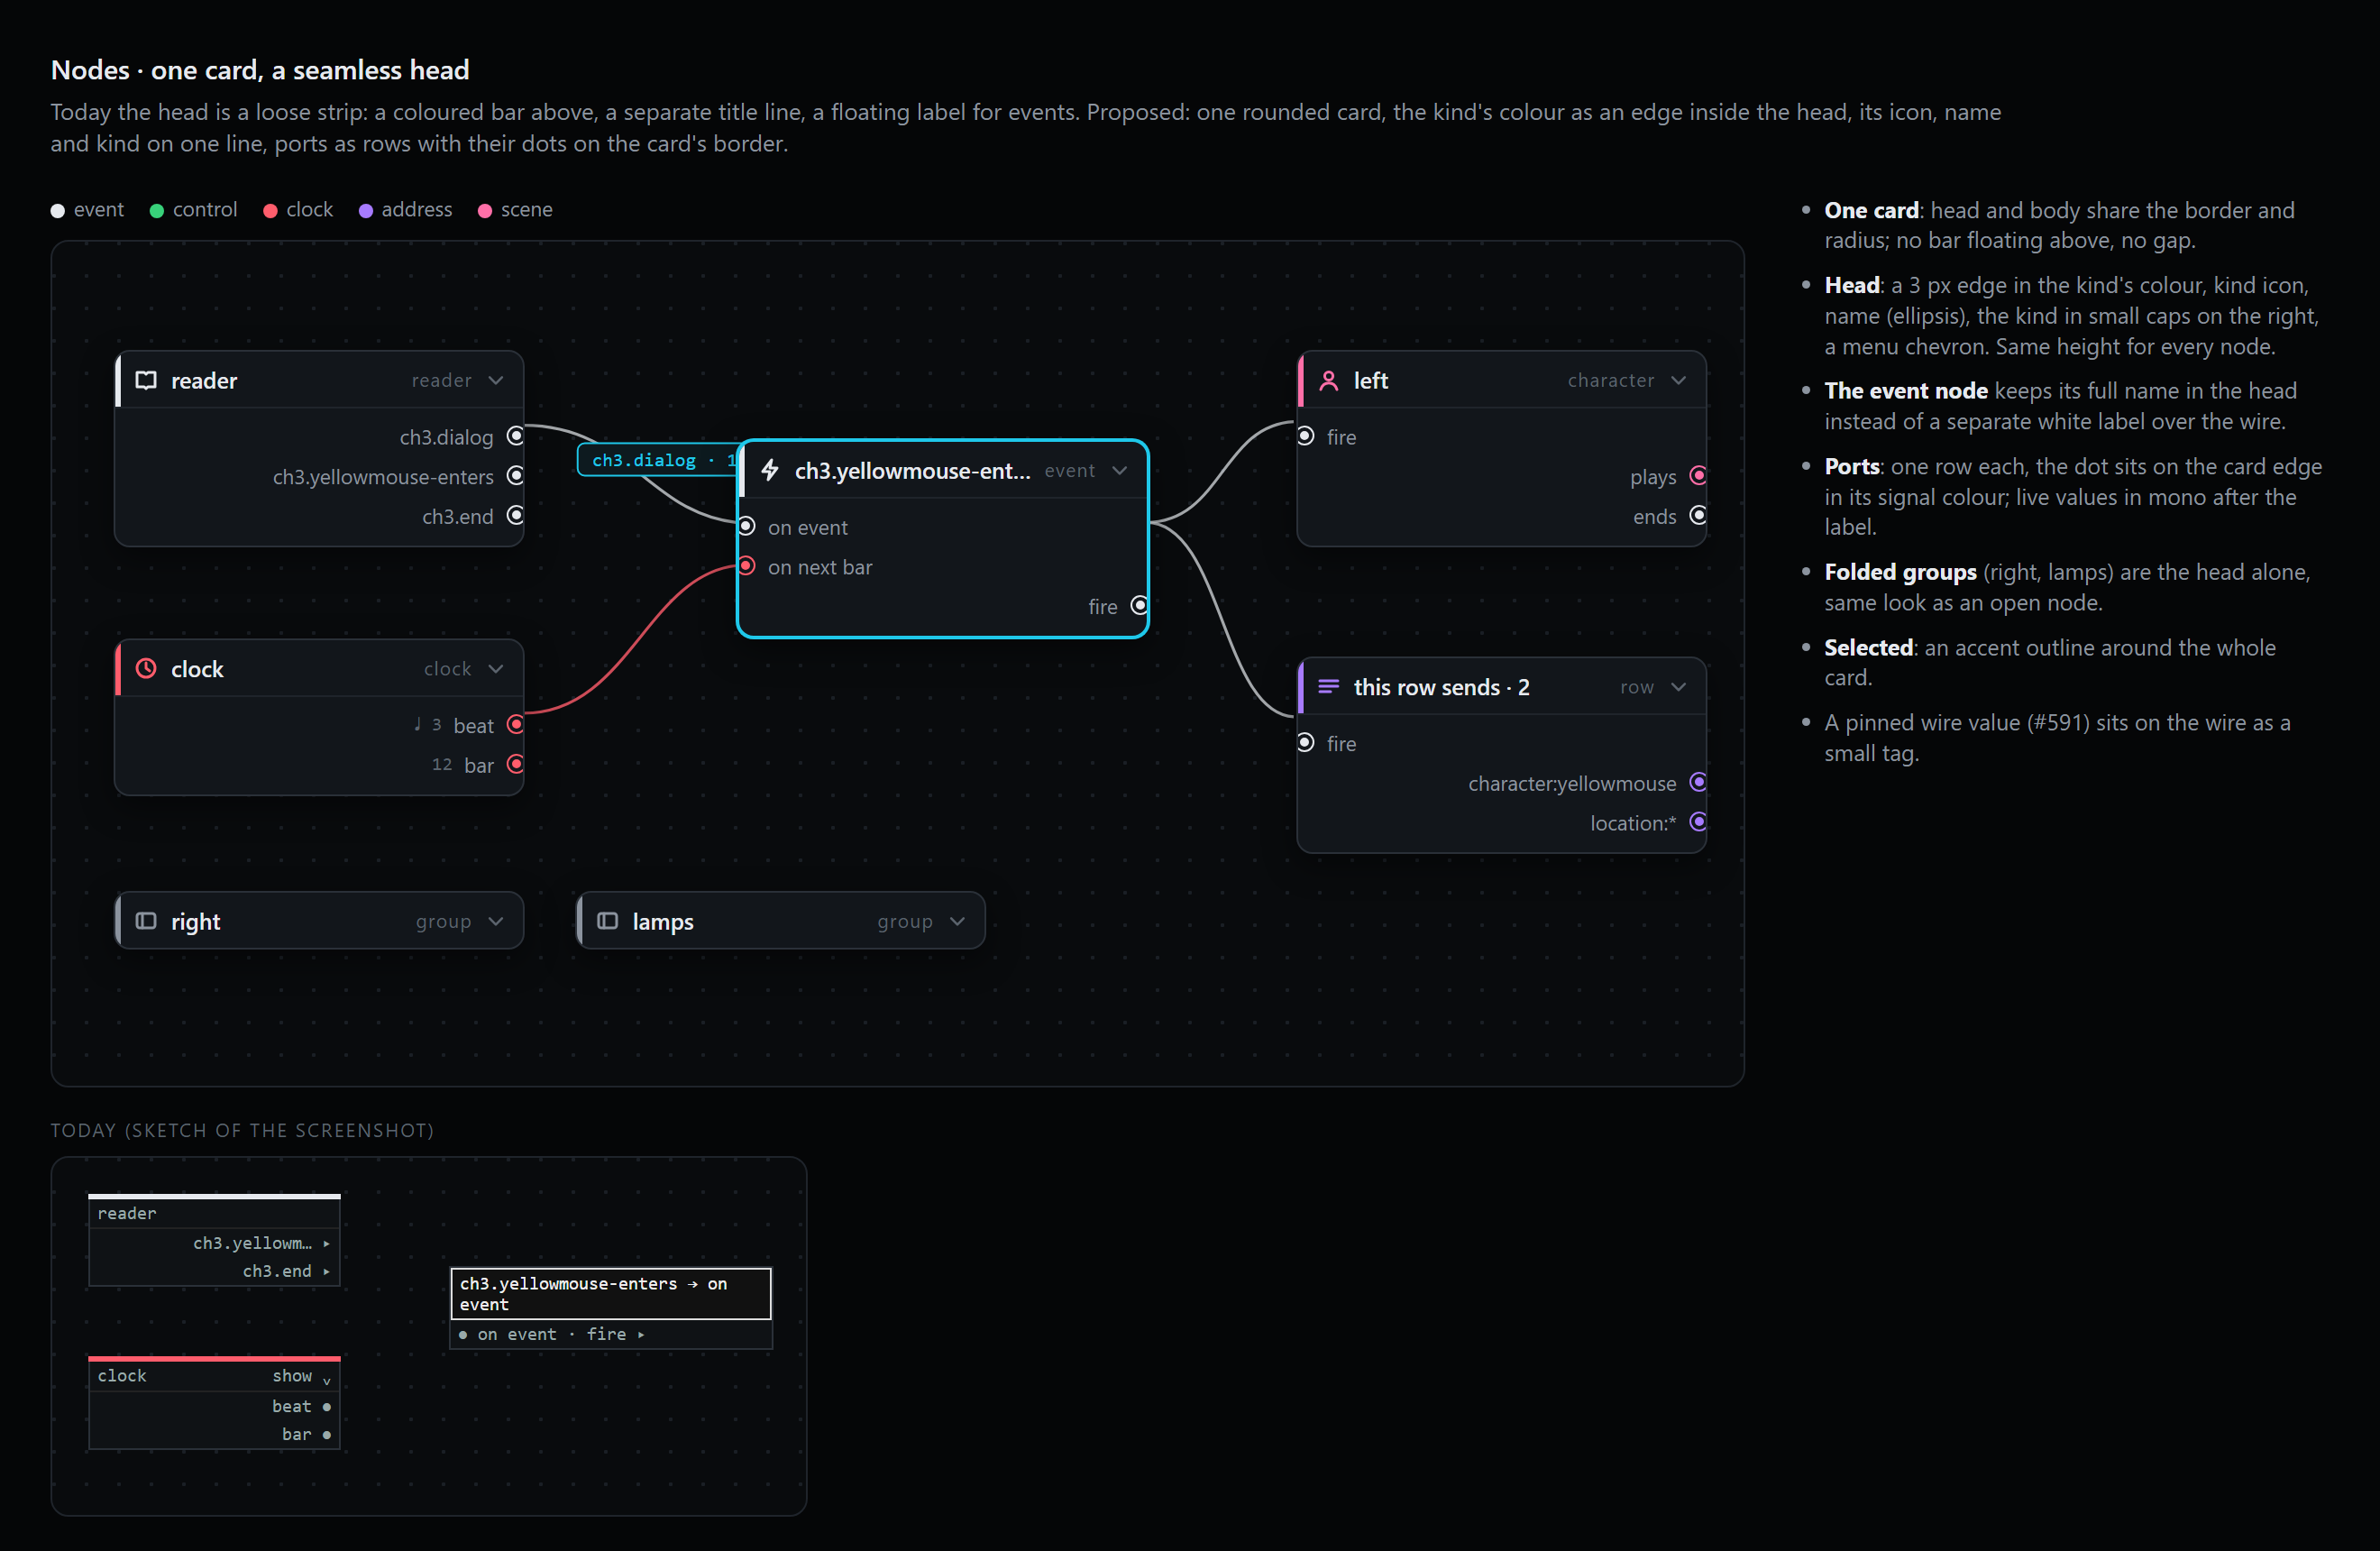 Nodes · one card, a seamless head
Today the head is a loose strip: a coloured bar above, a separate title line, a floating label for events. Proposed: one rounded card, the kind's colour as an edge inside the head, its icon, name
and kind on one line, ports as rows with their dots on the card's border.
event control clock address scene
reader reader
ch3.dialog
ch3.yellowmouse-enters
ch3.end
ch3.dialog · 1
ch3.yellowmouse-ent... event
on event
on next bar
fire
left character
fire
plays
ends
clock clock
♩ 3 beat
12 bar
this row sends · 2 row
fire
character:yellowmouse
location:*
right group
lamps group
• One card: head and body share the border and
radius; no bar floating above, no gap.
• Head: a 3 px edge in the kind's colour, kind icon,
name (ellipsis), the kind in small caps on the right,
a menu chevron. Same height for every node.
• The event node keeps its full name in the head
instead of a separate white label over the wire.
• Ports: one row each, the dot sits on the card edge
in its signal colour; live values in mono after the
label.
• Folded groups (right, lamps) are the head alone,
same look as an open node.
• Selected: an accent outline around the whole
card.
• A pinned wire value (#591) sits on the wire as a
small tag.
TODAY (SKETCH OF THE SCREENSHOT)
reader
ch3.yellowm… ▸
ch3.end ▸
ch3.yellowmouse-enters → on
event
● on event · fire ▸
clock show ⌄
beat ●
bar ●